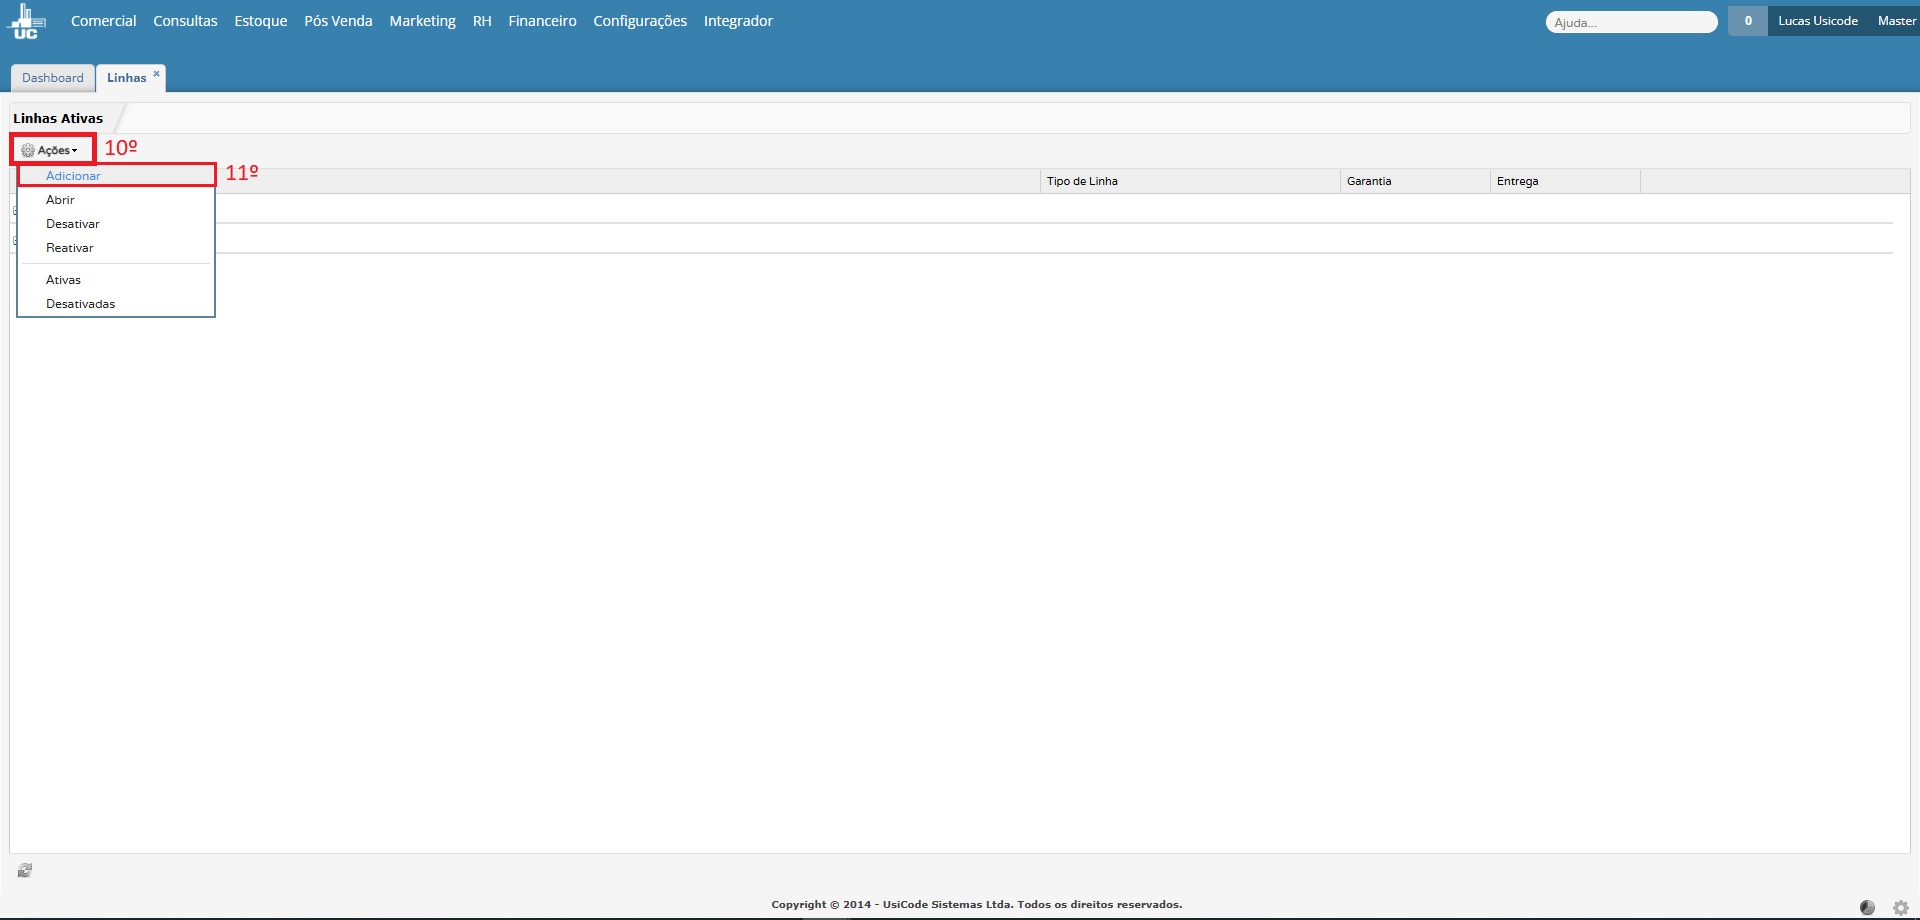 UC
Comercial Consultas Estoque Pós Venda Marketing RH Financeiro Configurações Integrador
Ajuda...
0
Lucas Usicode Master
Dashboard Linhas ×
Linhas Ativas
Ações 10º
Adicionar 11º
Tipo de Linha Garantia Entrega
Abrir
Desativar
Reativar
Ativas
Desativadas
Copyright © 2014 - UsiCode Sistemas Ltda. Todos os direitos reservados.